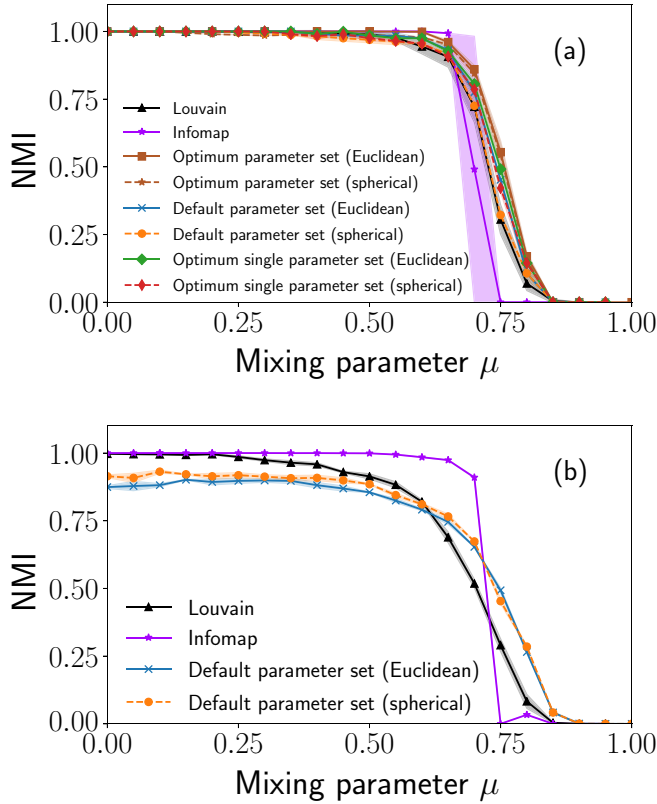 1.00
(a)
0.75
Louvain
Infomap
NMI
0.50
Optimum parameter set (Euclidean)
Optimum parameter set (spherical)
Default parameter set (Euclidean)
0.25
Default parameter set (spherical)
Optimum single parameter set (Euclidean)
Optimum single parameter set (spherical)
0.00
0.00 0.25 0.50 0.75 1.00
Mixing parameter μ
1.00
(b)
0.75
NMI
0.50
Louvain
Infomap
0.25
Default parameter set (Euclidean)
Default parameter set (spherical)
0.00
0.00 0.25 0.50 0.75 1.00
Mixing parameter μ